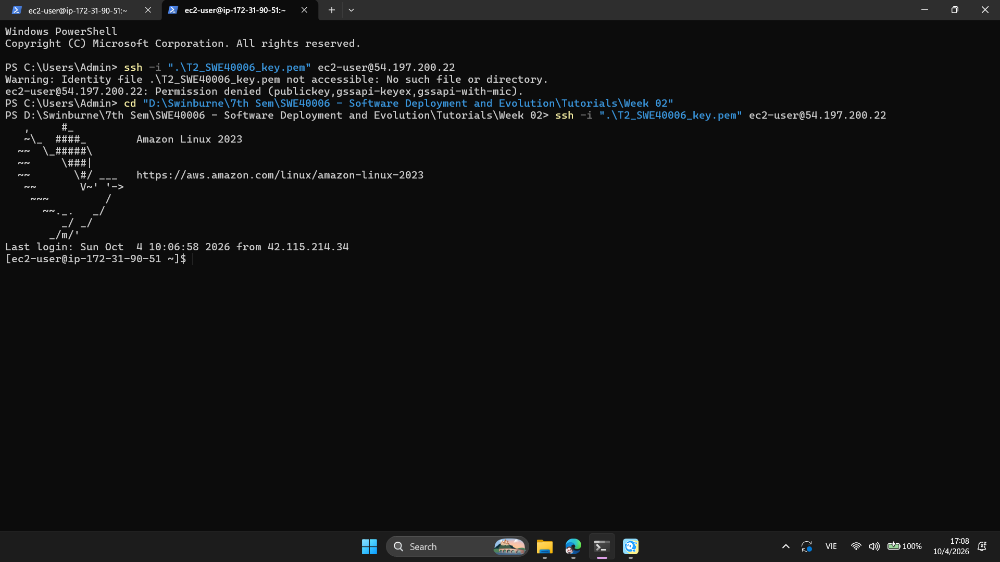 ec2-user@ip-172-31-90-51:~
ec2-user@ip-172-31-90-51:~
Windows PowerShell
Copyright (C) Microsoft Corporation. All rights reserved.
PS C:\Users\Admin> ssh -i ".\T2_SWE40006_key.pem" ec2-user@54.197.200.22
Warning: Identity file .\T2_SWE40006_key.pem not accessible: No such file or directory.
ec2-user@54.197.200.22: Permission denied (publickey,gssapi-keyex,gssapi-with-mic).
PS C:\Users\Admin> cd "D:\Swinburne\7th Sem\SWE40006 - Software Deployment and Evolution\Tutorials\Week 02"
PS D:\Swinburne\7th Sem\SWE40006 - Software Deployment and Evolution\Tutorials\Week 02> ssh -i ".\T2_SWE40006_key.pem" ec2-user@54.197.200.22
   ,     #_
   ~\_  ####_        Amazon Linux 2023
  ~~  \_#####\
  ~~     \###|
  ~~       \#/ ___   https://aws.amazon.com/linux/amazon-linux-2023
   ~~       V~' '->
    ~~~         /
      ~~._.   _/
         _/ _/
       _/m/'
Last login: Sun Oct  4 10:06:58 2026 from 42.115.214.34
[ec2-user@ip-172-31-90-51 ~]$
Search
VIE
100%
17:08
10/4/2026